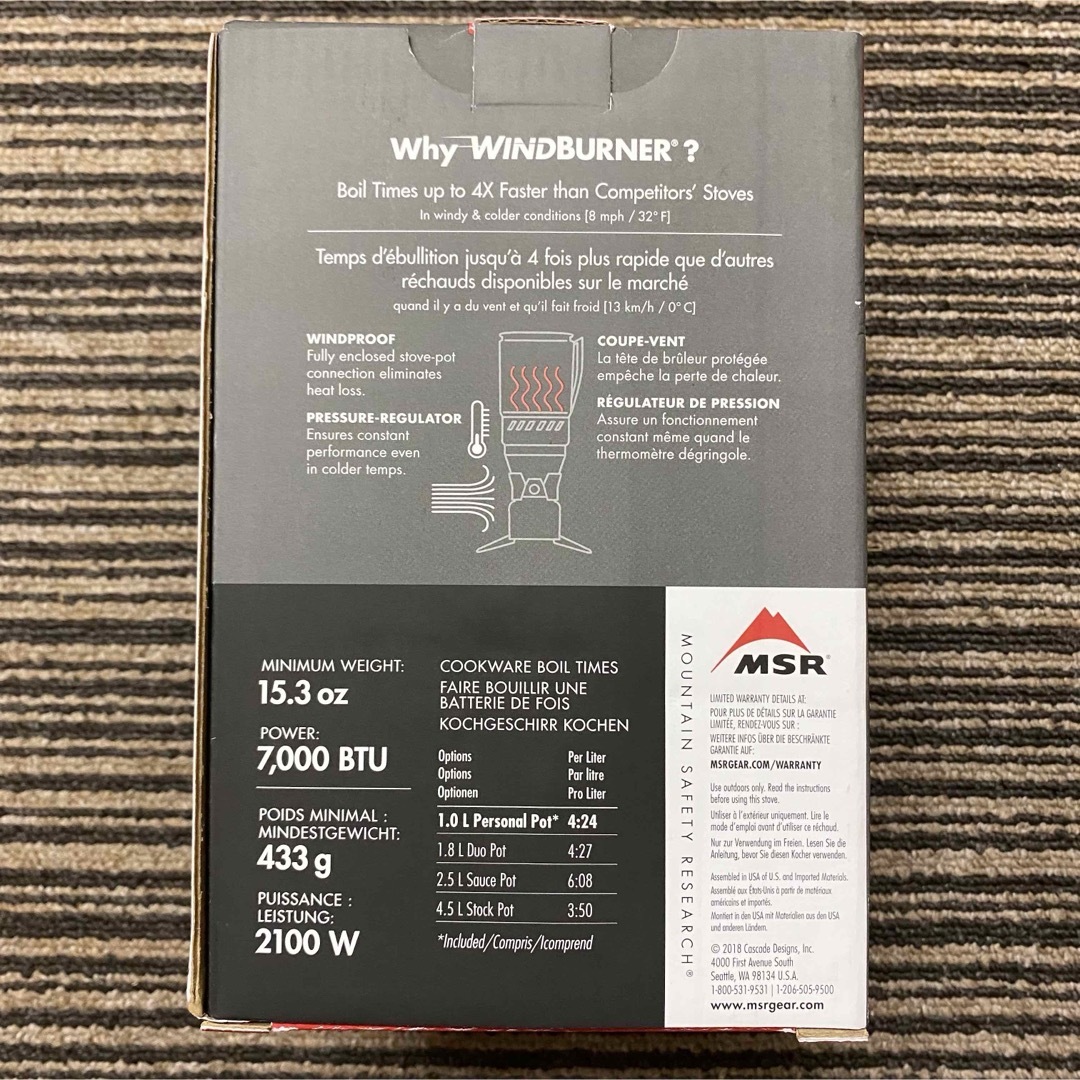 Why WINDBURNER® ?
Boil Times up to 4X Faster than Competitors' Stoves
In windy & colder conditions [8 mph / 32° F]
Temps d'ébullition jusqu'à 4 fois plus rapide que d'autres
réchauds disponibles sur le marché
quand il y a du vent et qu'il fait froid [13 km/h / 0° C]
WINDPROOF
Fully enclosed stove-pot
connection eliminates
heat loss.
PRESSURE-REGULATOR
Ensures constant
performance even
in colder temps.
COUPE-VENT
La tête de brûleur protégée
empêche la perte de chaleur.
RÉGULATEUR DE PRESSION
Assure un fonctionnement
constant même quand le
thermomètre dégringole.
MINIMUM WEIGHT:
15.3 oz
POWER:
7,000 BTU
POIDS MINIMAL :
MINDESTGEWICHT:
433 g
PUISSANCE :
LEISTUNG:
2100 W
COOKWARE BOIL TIMES
FAIRE BOUILLIR UNE
BATTERIE DE FOIS
KOCHGESCHIRR KOCHEN
Options Per Liter
Options Par litre
Optionen Pro Liter
1.0 L Personal Pot* 4:24
1.8 L Duo Pot 4:27
2.5 L Sauce Pot 6:08
4.5 L Stock Pot 3:50
*Included/Compris/Icomprend
MOUNTAIN SAFETY RESEARCH®
MSR®
LIMITED WARRANTY DETAILS AT:
POUR PLUS DE DÉTAILS SUR LA GARANTIE
LIMITÉE, RENDEZ-VOUS SUR :
WEITERE INFOS ÜBER DIE BESCHRÄNKTE
GARANTIE AUF:
MSRGEAR.COM/WARRANTY
Use outdoors only. Read the instructions
before using this stove.
Utiliser à l'extérieur uniquement. Lire le
mode d'emploi avant d'utiliser ce réchaud.
Nur zur Verwendung im Freien. Lesen Sie die
Anleitung, bevor Sie diesen Kocher verwenden.
Assembled in USA of U.S. and Imported Materials.
Assemblé aux États-Unis à partir de matériaux
américains et importés.
Montiert in den USA mit Materialien aus den USA
und anderen Ländern.
© 2018 Cascade Designs, Inc.
4000 First Avenue South
Seattle, WA 98134 U.S.A.
1-800-531-9531 | 1-206-505-9500
www.msrgear.com